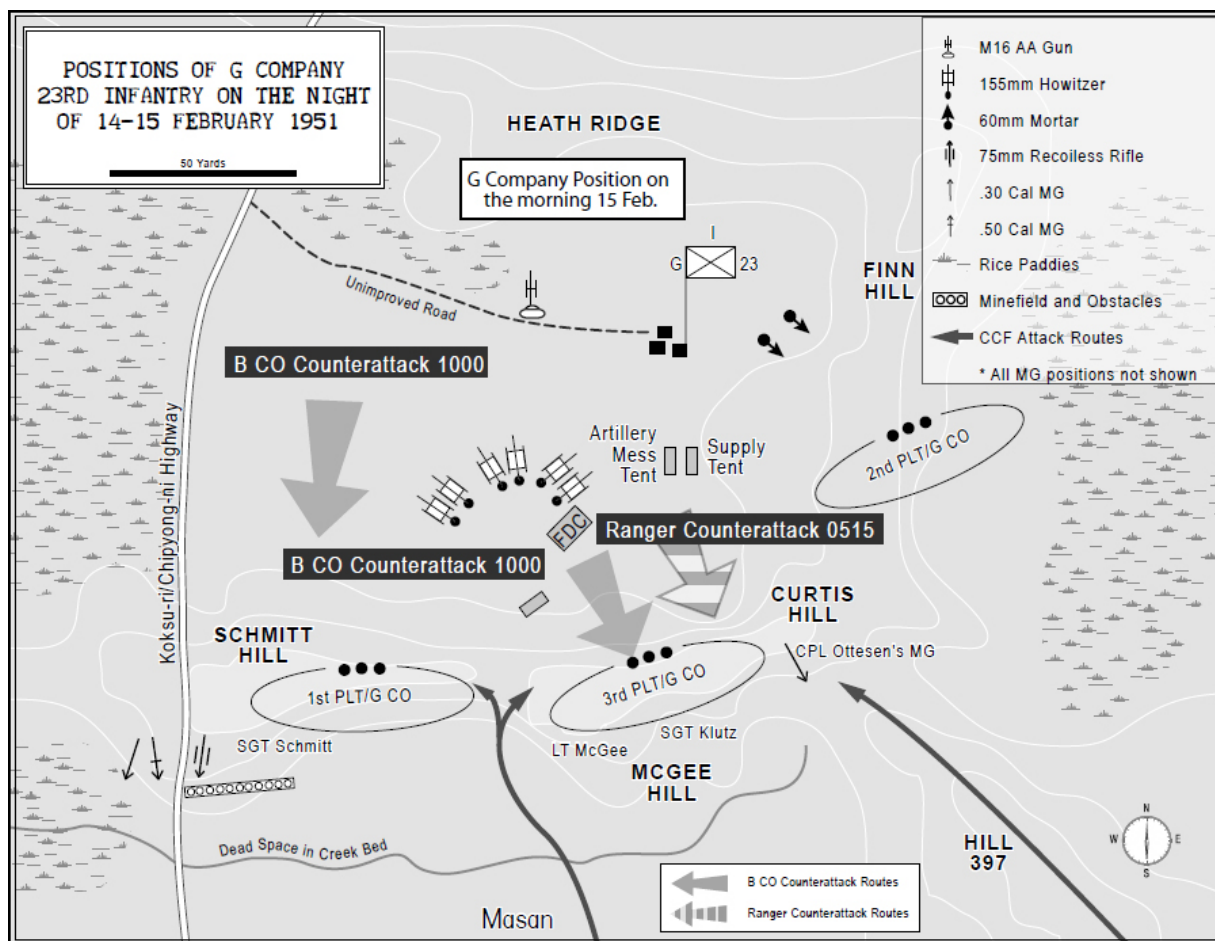 POSITIONS OF G COMPANY
23RD INFANTRY ON THE NIGHT
OF 14-15 FEBRUARY 1951
50 Yards
HEATH RIDGE
G Company Position on
the morning 15 Feb.
M16 AA Gun
155mm Howitzer
60mm Mortar
75mm Recoiless Rifle
.30 Cal MG
.50 Cal MG
Rice Paddies
Minefield and Obstacles
CCF Attack Routes
* All MG positions not shown
I
G
23
FINN
HILL
Unimproved Road
B CO Counterattack 1000
Koksu-ri/Chipyong-ni Highway
Artillery
Mess
Tent
Supply
Tent
2nd PLT/G CO
FDC
Ranger Counterattack 0515
B CO Counterattack 1000
CURTIS
HILL
SCHMITT
HILL
CPL Ottesen's MG
1st PLT/G CO
3rd PLT/G CO
SGT Schmitt
LT McGee
SGT Klutz
MCGEE
HILL
Dead Space in Creek Bed
HILL
397
N
W
E
S
Masan
B CO Counterattack Routes
Ranger Counterattack Routes